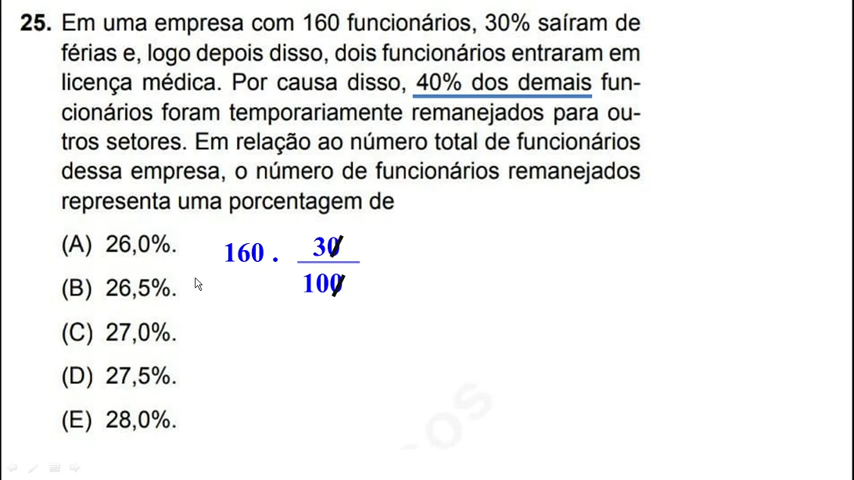 25. Em uma empresa com 160 funcionários, 30% saíram de
férias e, logo depois disso, dois funcionários entraram em
licença médica. Por causa disso, 40% dos demais fun-
cionários foram temporariamente remanejados para ou-
tros setores. Em relação ao número total de funcionários
dessa empresa, o número de funcionários remanejados
representa uma porcentagem de
(A) 26,0%.
160 . 30
100
(B) 26,5%.
(C) 27,0%.
(D) 27,5%.
(E) 28,0%.